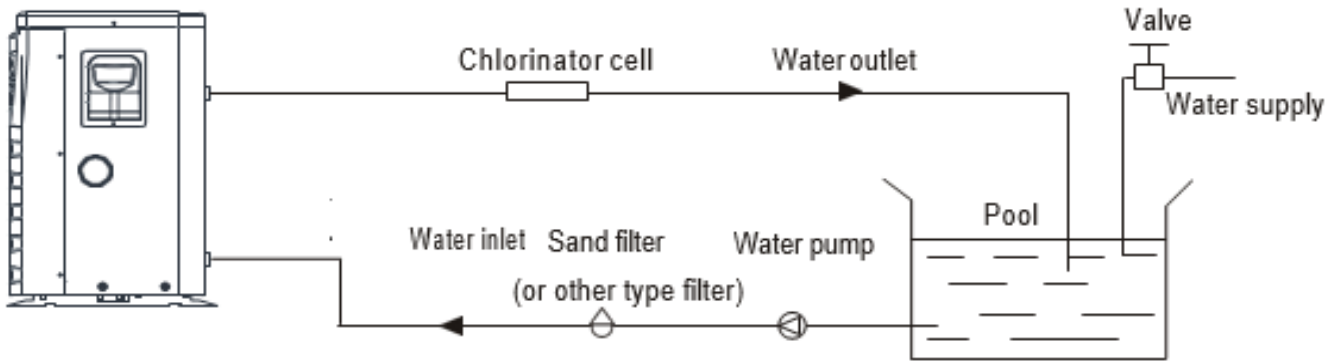 Valve
Chlorinator cell
Water outlet
Water supply
Pool
Water inlet
Sand filter
(or other type filter)
Water pump